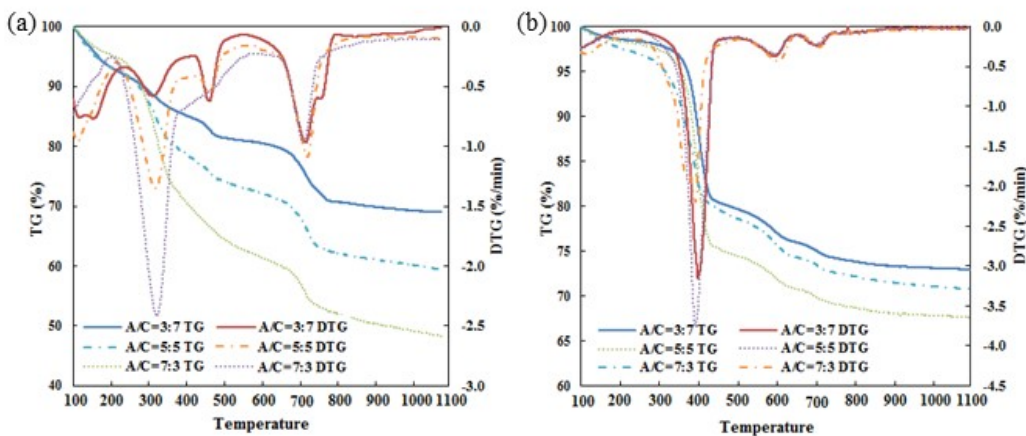 (a)
TG (%)
100
90
80
70
60
50
40
0.0
-0.5
-1.0
-1.5
-2.0
-2.5
-3.0
DTG (%/min)
A/C=3:7 TG A/C=3:7 DTG
A/C=5:5 TG A/C=5:5 DTG
A/C=7:3 TG A/C=7:3 DTG
100 200 300 400 500 600 700 800 900 1000 1100
Temperature
(b)
TG (%)
100
95
90
85
80
75
70
65
60
0.0
-0.5
-1.0
-1.5
-2.0
-2.5
-3.0
-3.5
-4.0
-4.5
DTG (%/min)
A/C=3:7 TG A/C=3:7 DTG
A/C=5:5 TG A/C=5:5 DTG
A/C=7:3 TG A/C=7:3 DTG
100 200 300 400 500 600 700 800 900 1000 1100
Temperature